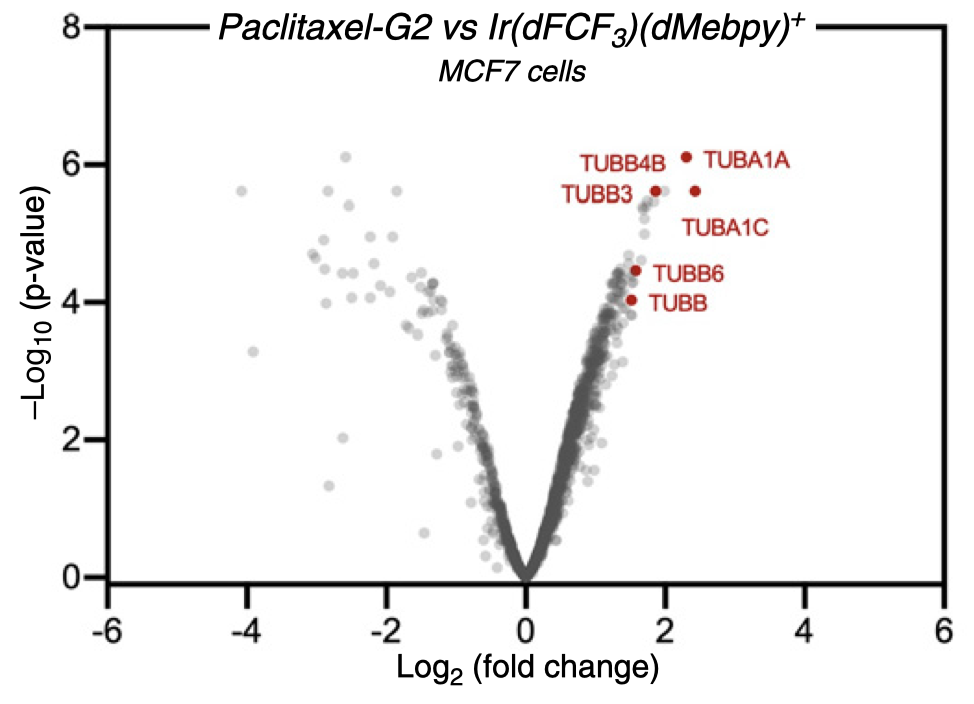 Paclitaxel-G2 vs Ir(dFCF₃)(dMebpy)⁺
MCF7 cells
8
6
4
2
0
–Log₁₀ (p-value)
TUBB4B
TUBA1A
TUBB3
TUBA1C
TUBB6
TUBB
-6
-4
-2
0
2
4
6
Log₂ (fold change)